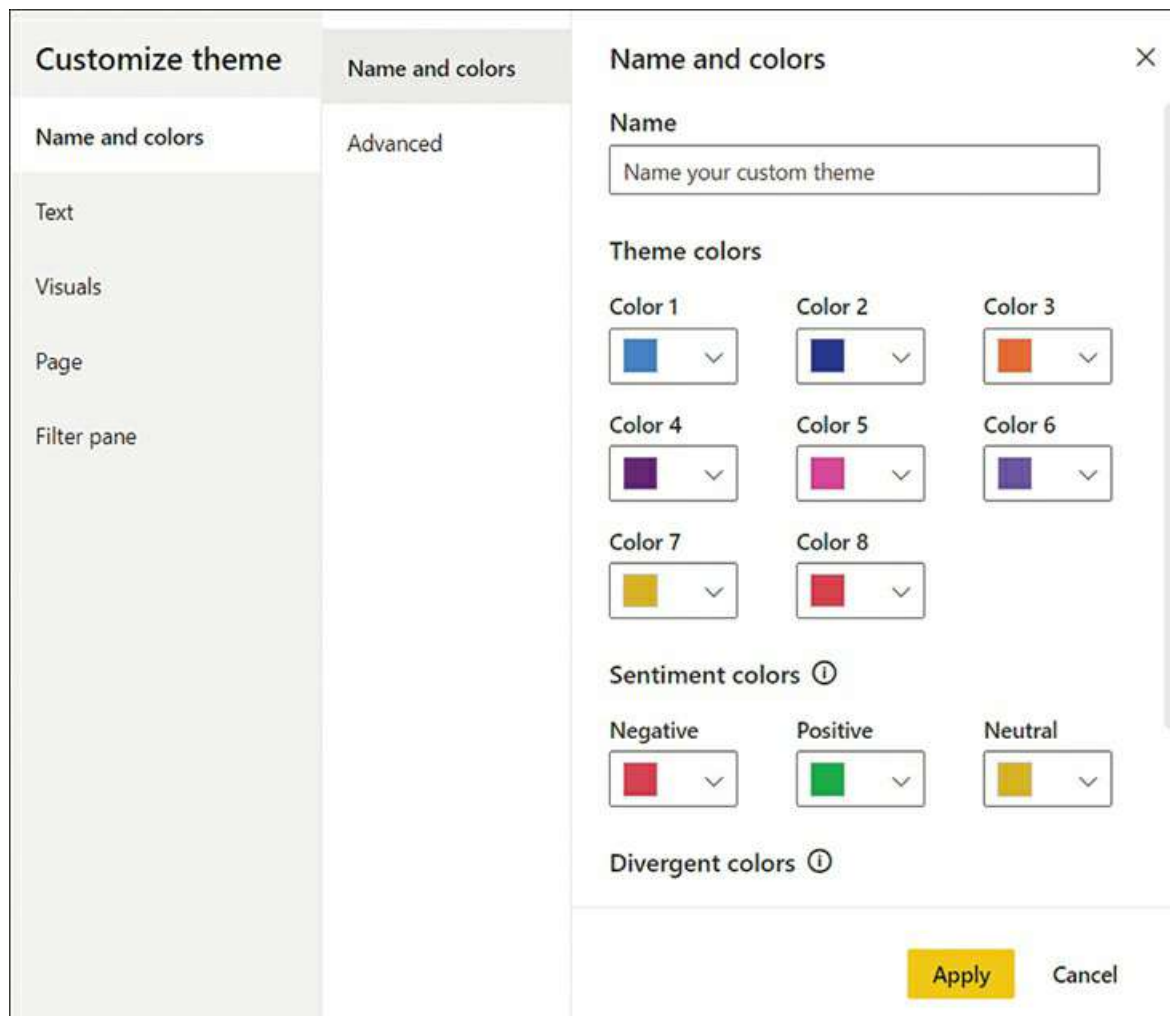 Customize theme
Name and colors
Text
Visuals
Page
Filter pane
Name and colors
Advanced
Name and colors
Name
Name your custom theme
Theme colors
Color 1 Color 2 Color 3
Color 4 Color 5 Color 6
Color 7 Color 8
Sentiment colors
Negative Positive Neutral
Divergent colors
Apply Cancel